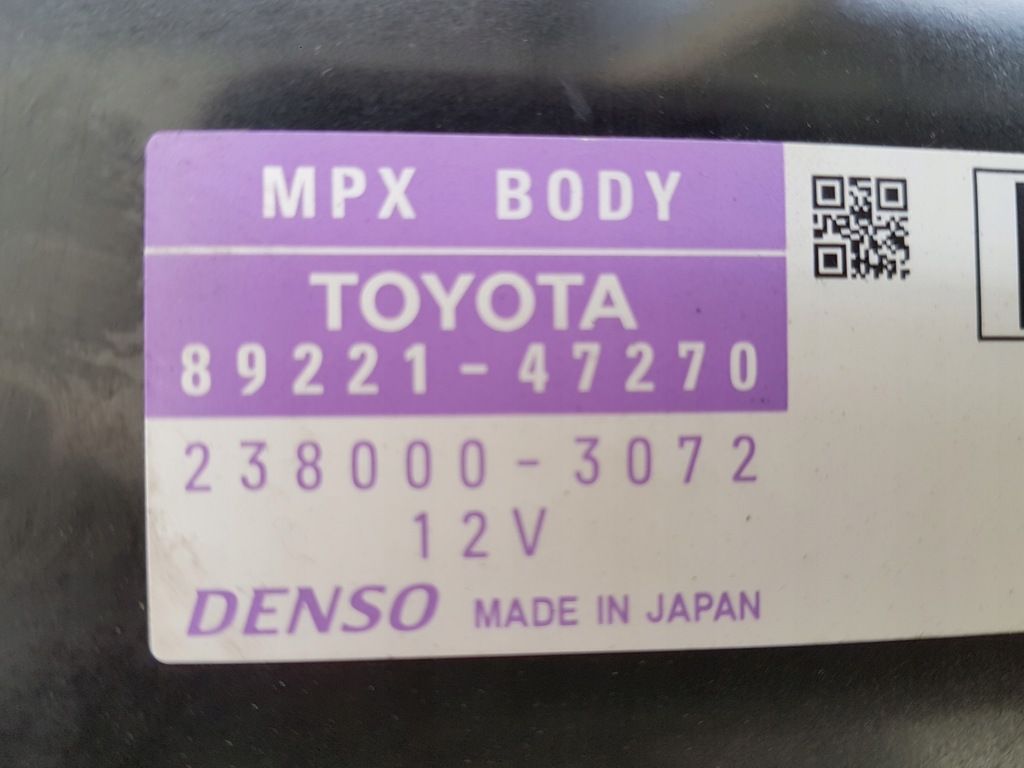 MPX BODY
TOYOTA
89221-47270
238000-3072
12V
DENSO MADE IN JAPAN